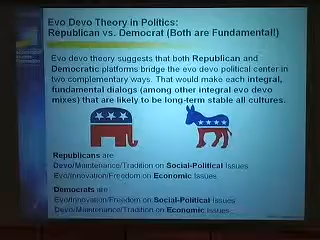 Evo Devo Theory in Politics:
Republican vs. Democrat (Both are Fundamental!)
Evo devo theory suggests that both Republican and
Democratic platforms bridge the evo devo political center in
two complementary ways. That would make each integral,
fundamental dialogs (among other integral evo devo
mixes) that are likely to be long-term stable all cultures.
Republicans are
Devo/Maintenance/Tradition on Social-Political Issues
Evo/Innovation/Freedom on Economic Issues
Democrats are
Evo/Innovation/Freedom on Social-Political Issues
Devo/Maintenance/Tradition on Economic Issues